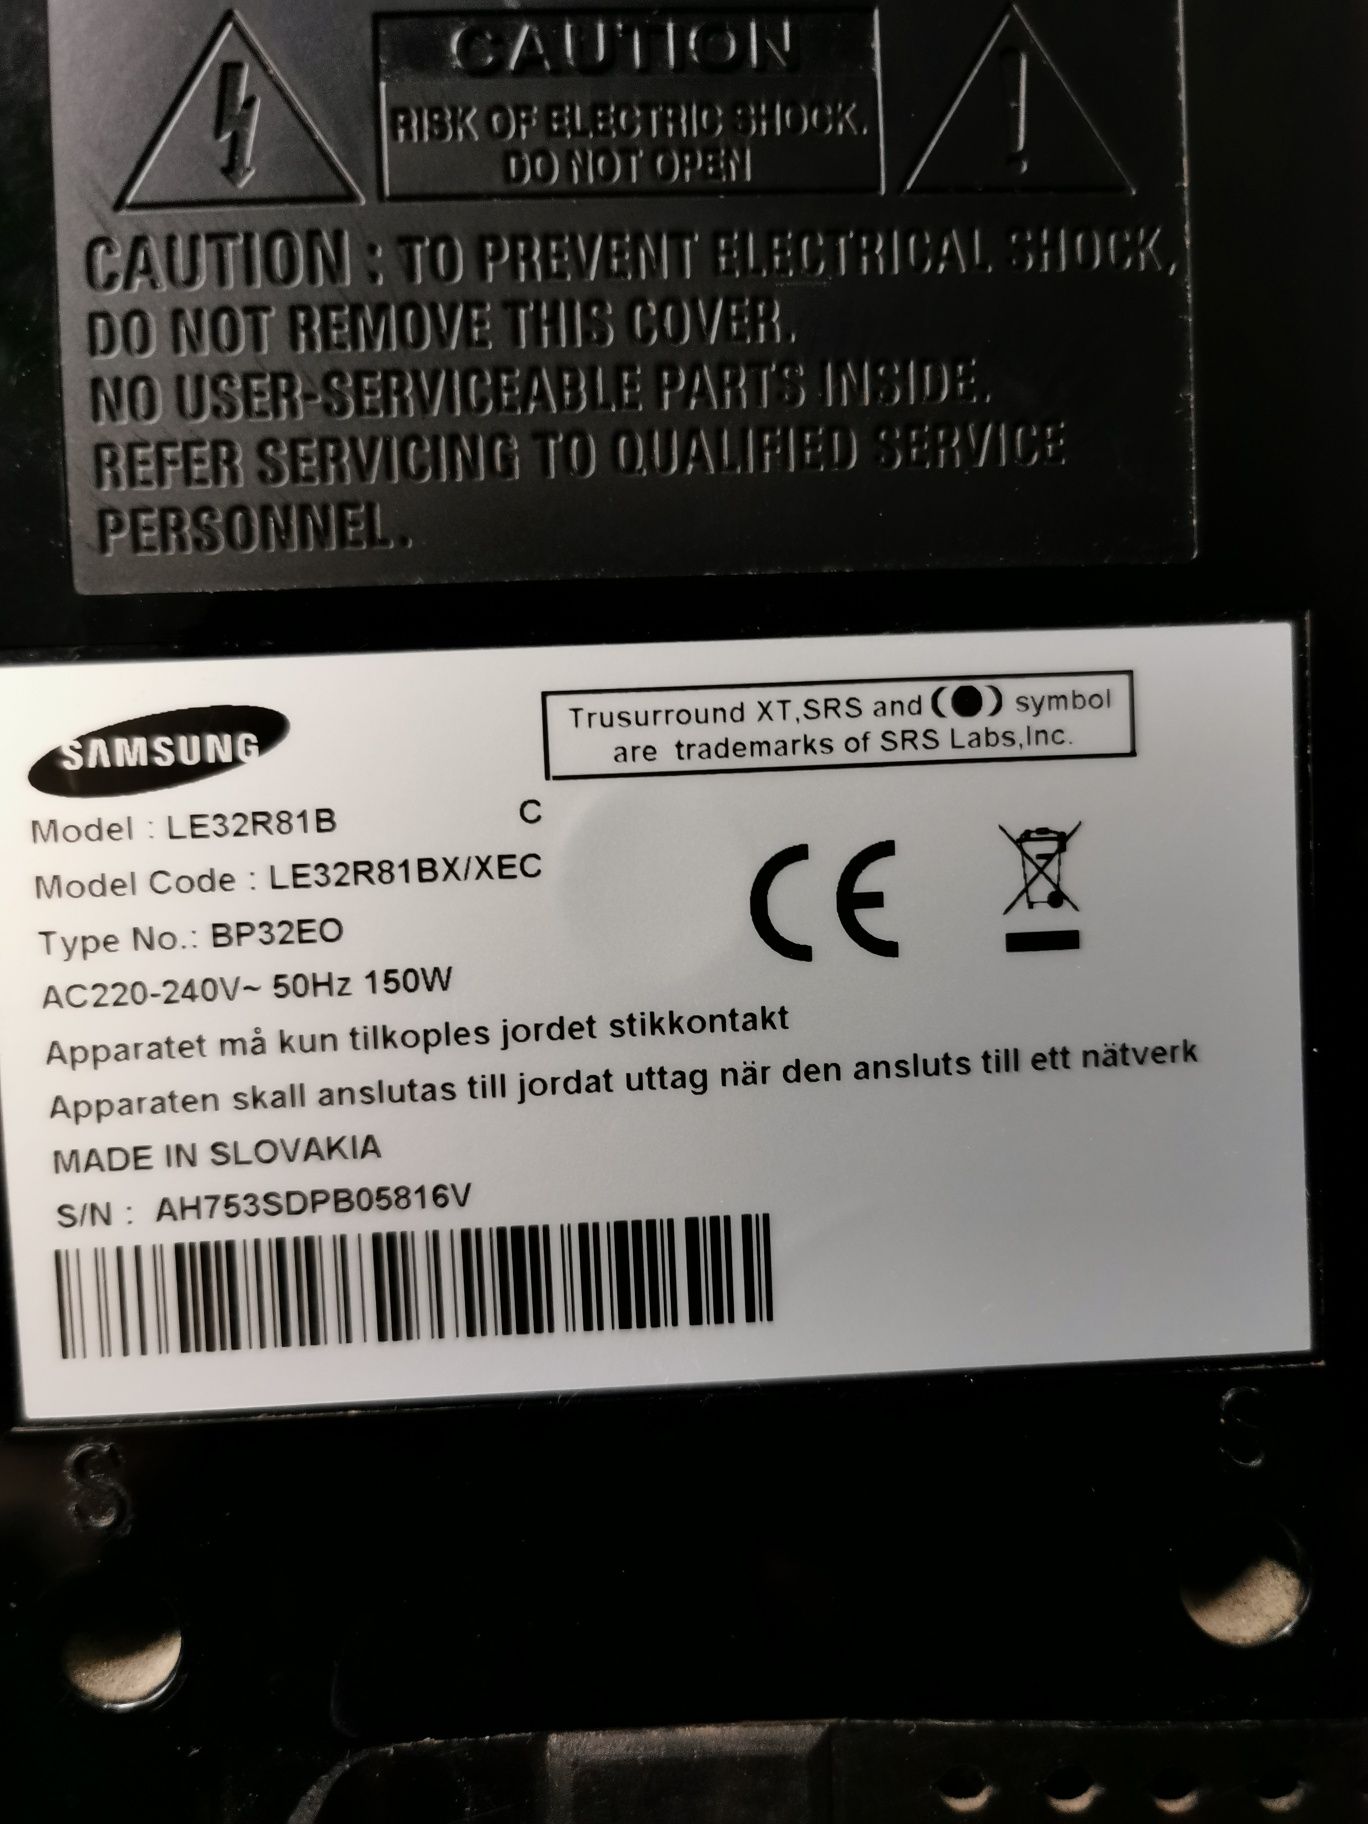 CAUTION
RISK OF ELECTRIC SHOCK.
DO NOT OPEN
CAUTION : TO PREVENT ELECTRICAL SHOCK,
DO NOT REMOVE THIS COVER.
NO USER-SERVICEABLE PARTS INSIDE.
REFER SERVICING TO QUALIFIED SERVICE
PERSONNEL.
SAMSUNG
Trusurround XT,SRS and (●) symbol
are trademarks of SRS Labs,Inc.
Model : LE32R81B C
Model Code : LE32R81BX/XEC
Type No.: BP32EO
AC220-240V~ 50Hz 150W
Apparatet må kun tilkoples jordet stikkontakt
Apparaten skall anslutas till jordat uttag när den ansluts till ett nätverk
MADE IN SLOVAKIA
S/N : AH753SDPB05816V
CE
S S